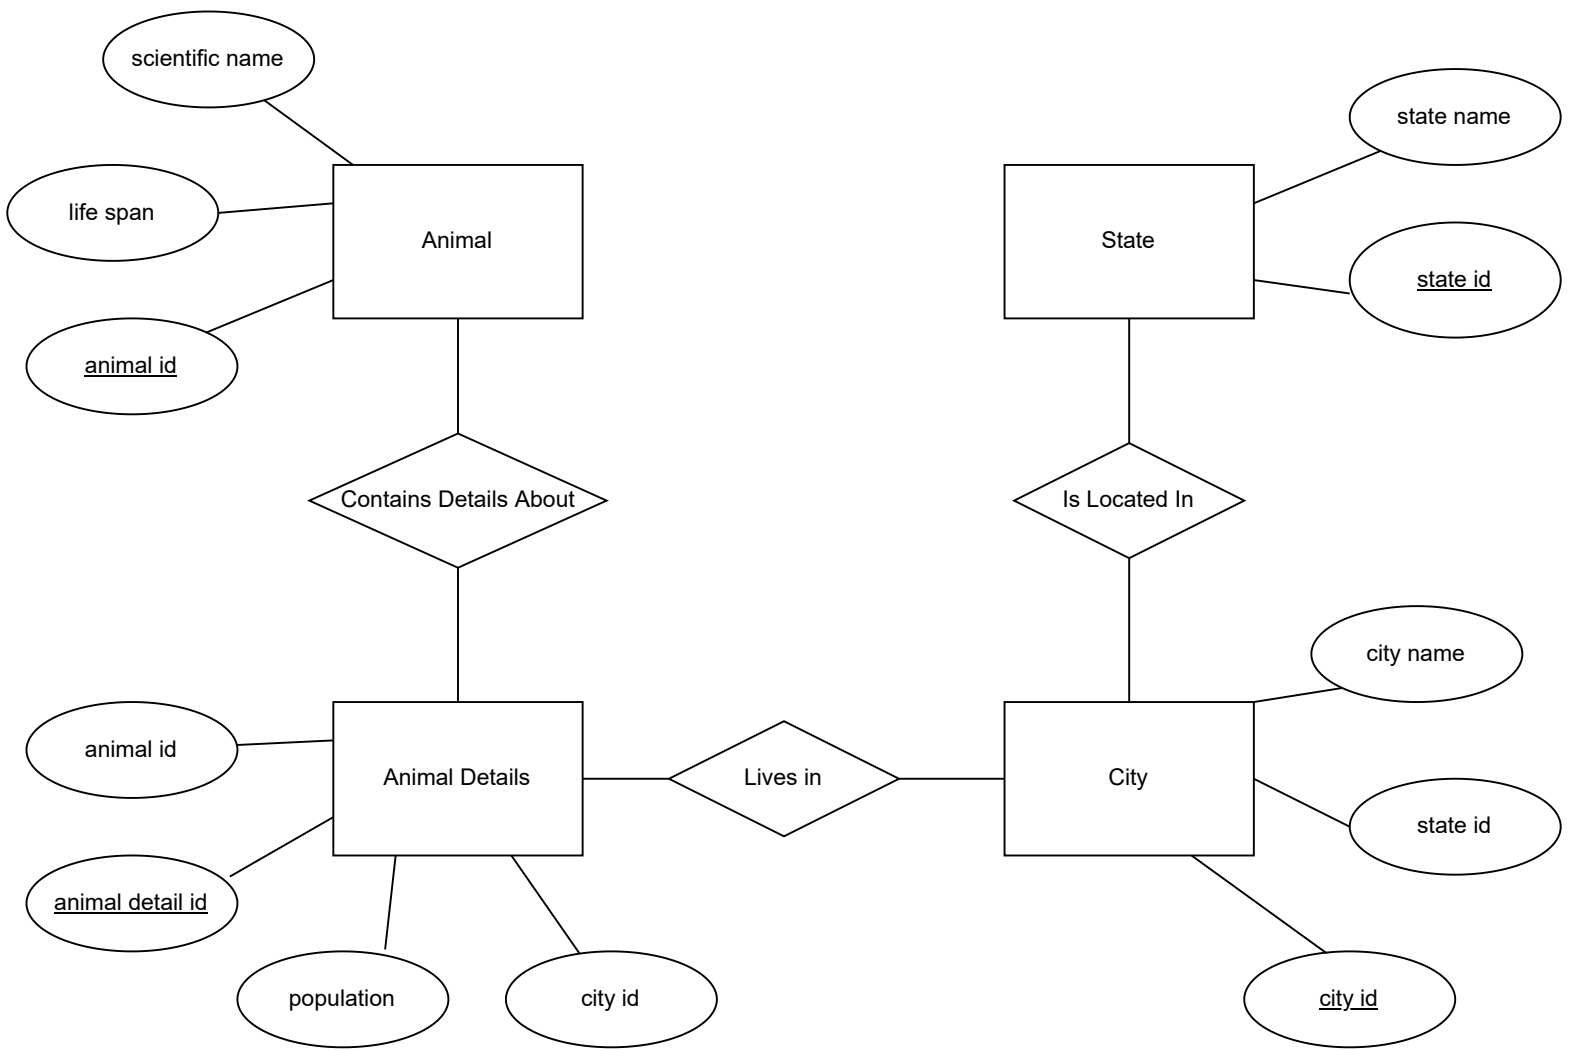 scientific name
state name
life span
Animal
State
state id
animal id
Contains Details About
Is Located In
city name
animal id
Animal Details
Lives in
City
state id
animal detail id
population
city id
city id